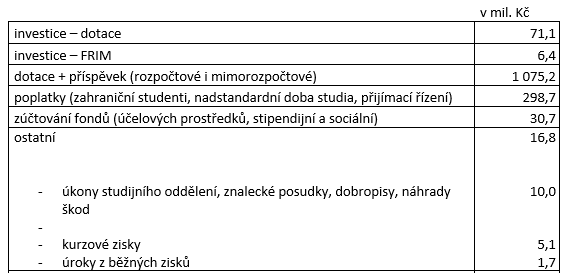 v mil. Kč
investice – dotace 71,1
investice – FRIM 6,4
dotace + příspěvek (rozpočtové i mimorozpočtové) 1 075,2
poplatky (zahraniční studenti, nadstandardní doba studia, přijímací řízení) 298,7
zúčtování fondů (účelových prostředků, stipendijní a sociální) 30,7
ostatní 16,8
- úkony studijního oddělení, znalecké posudky, dobropisy, náhrady 10,0
škod
-
- kurzové zisky 5,1
- úroky z běžných zisků 1,7